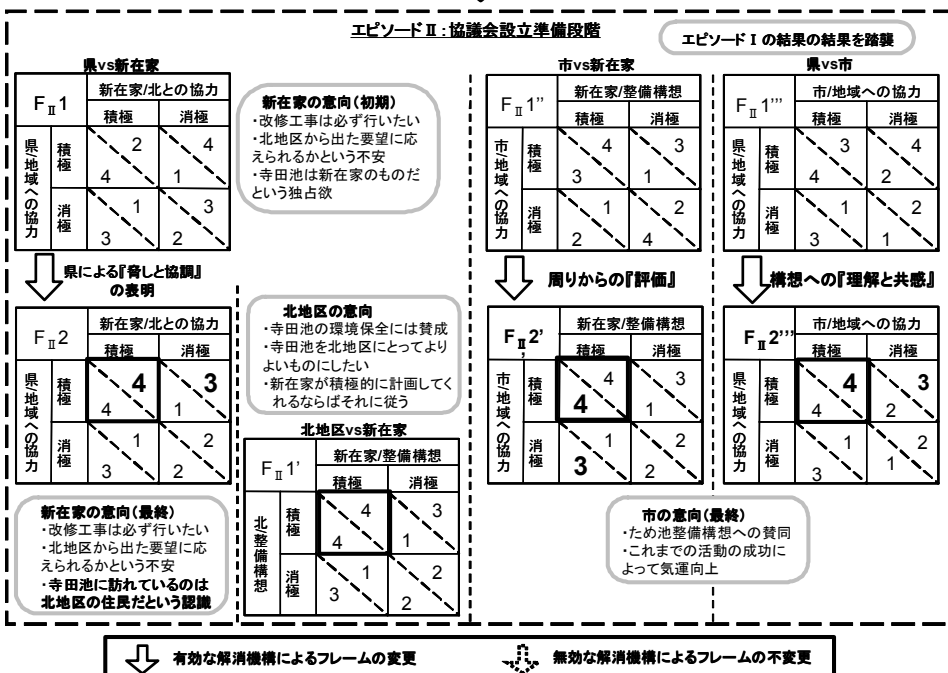 エピソードⅡ：協議会設立準備段階
エピソードⅠの結果の結果を踏襲
県vs新在家
FⅡ1
新在家/北との協力
積極
消極
県/地域への協力
積極
2
4
4
1
消極
1
3
3
2
新在家の意向(初期)
・改修工事は必ず行いたい
・北地区から出た要望に応
えられるかという不安
・寺田池は新在家のものだ
という独占欲
県による『脅しと協調』
の表明
FⅡ2
新在家/北との協力
積極
消極
県/地域への協力
積極
4
3
4
1
消極
1
2
3
2
新在家の意向(最終)
・改修工事は必ず行いたい
・北地区から出た要望に応
えられるかという不安
・寺田池に訪れているのは
北地区の住民だという認識
北地区の意向
・寺田池の環境保全には賛成
・寺田池を北地区にとってより
よいものにしたい
・新在家が積極的に計画してく
れるならばそれに従う
北地区vs新在家
FⅡ1'
新在家/整備構想
積極
消極
北/整備構想
積極
4
3
4
1
消極
1
2
3
2
市vs新在家
FⅡ1''
新在家/整備構想
積極
消極
市/地域への協力
積極
4
3
3
1
消極
1
2
2
4
周りからの『評価』
FⅡ2'
'
新在家/整備構想
積極
消極
市/地域への協力
積極
4
3
4
1
消極
1
2
3
2
県vs市
FⅡ1'''
市/地域への協力
積極
消極
県/地域への協力
積極
3
4
4
2
消極
1
2
3
1
構想への『理解と共感』
FⅡ2'''
市/地域への協力
積極
消極
県/地域への協力
積極
4
3
4
2
消極
1
2
3
1
市の意向(最終)
・ため池整備構想への賛同
・これまでの活動の成功に
よって気運向上
有効な解消機構によるフレームの変更
無効な解消機構によるフレームの不変更